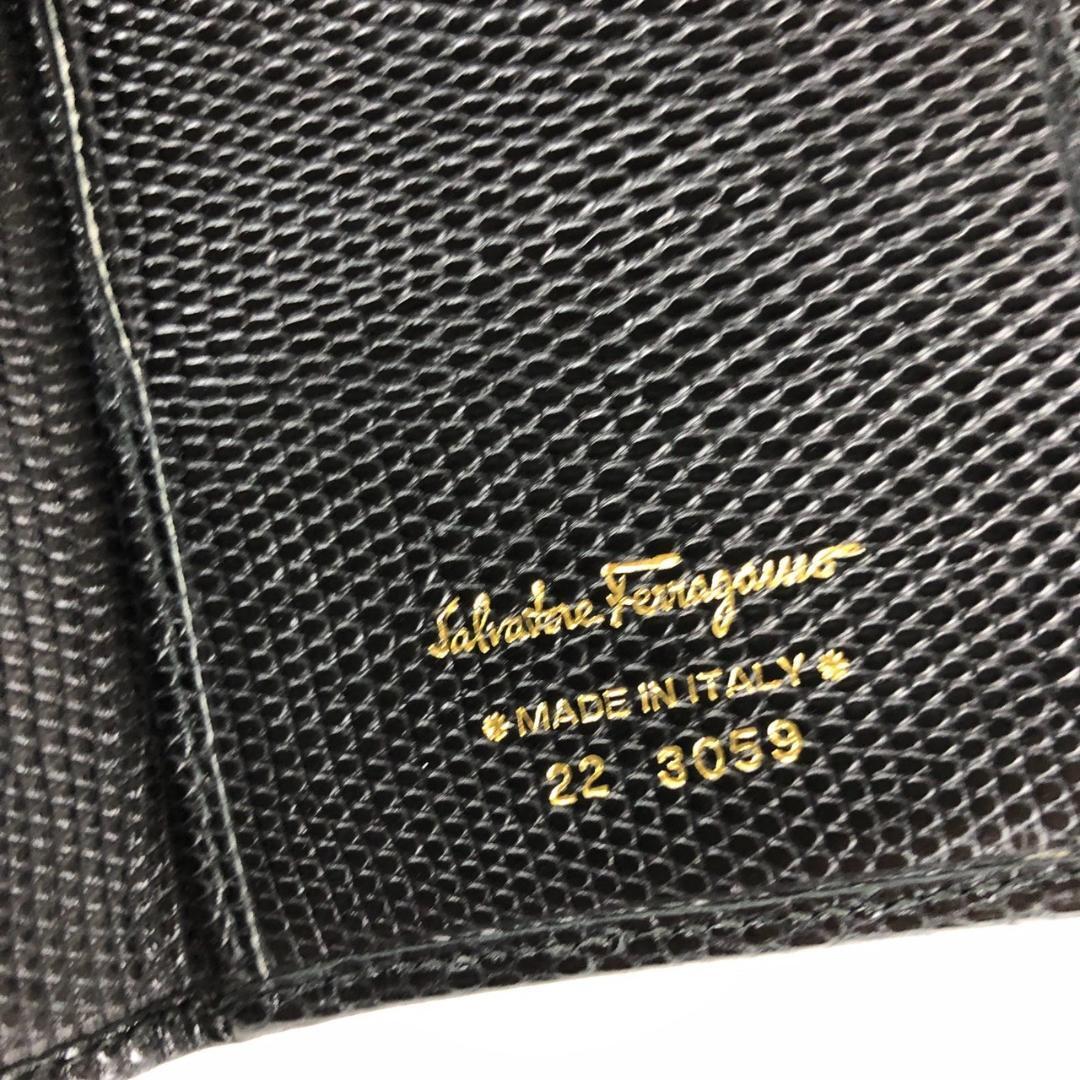 Salvatore Ferragamo
*MADE IN ITALY*
22 3059